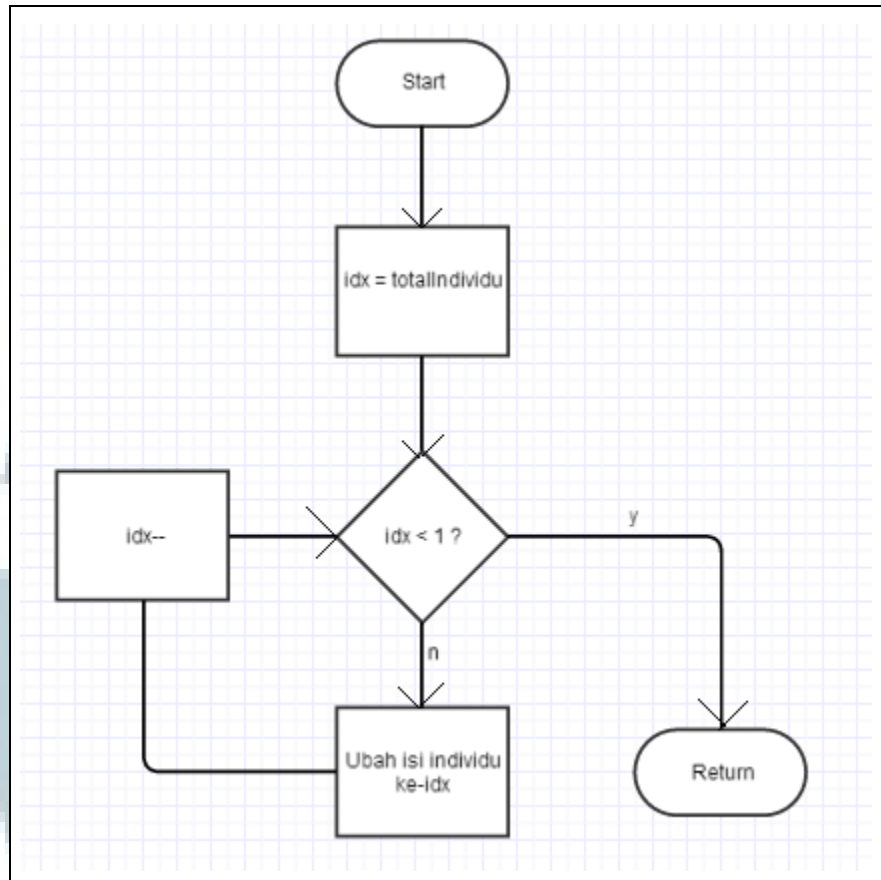 Start
idx = totalIndividu
idx--
idx < 1 ?
y
n
Ubah isi individu
ke-idx
Return